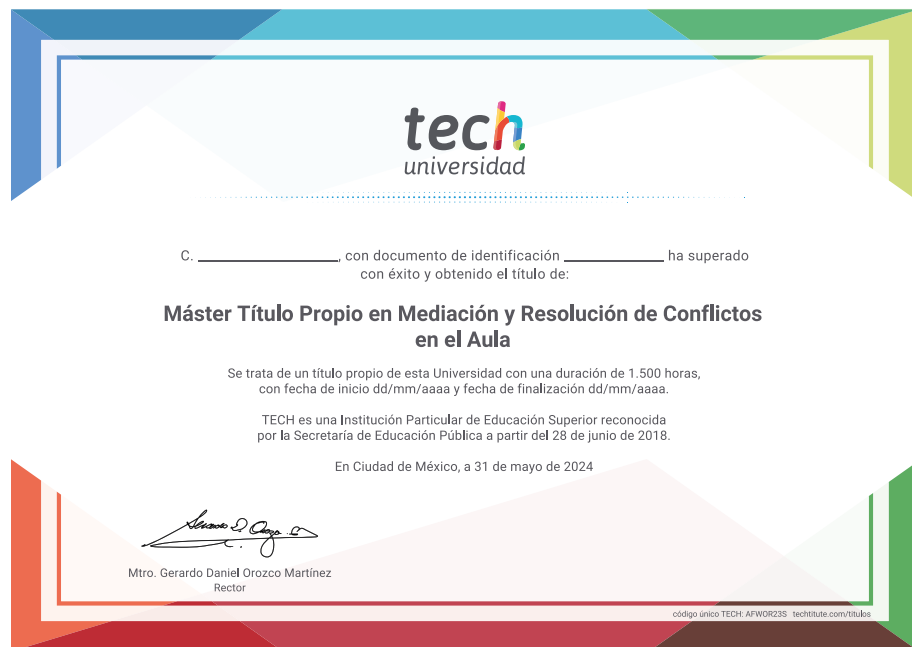 tech
universidad
C. ____________________, con documento de identificación ______________ ha superado
con éxito y obtenido el título de:
Máster Título Propio en Mediación y Resolución de Conflictos
en el Aula
Se trata de un título propio de esta Universidad con una duración de 1.500 horas,
con fecha de inicio dd/mm/aaaa y fecha de finalización dd/mm/aaaa.
TECH es una Institución Particular de Educación Superior reconocida
por la Secretaría de Educación Pública a partir del 28 de junio de 2018.
En Ciudad de México, a 31 de mayo de 2024
Mtro. Gerardo Daniel Orozco Martínez
Rector
código único TECH: AFWOR23S techtitute.com/titulos